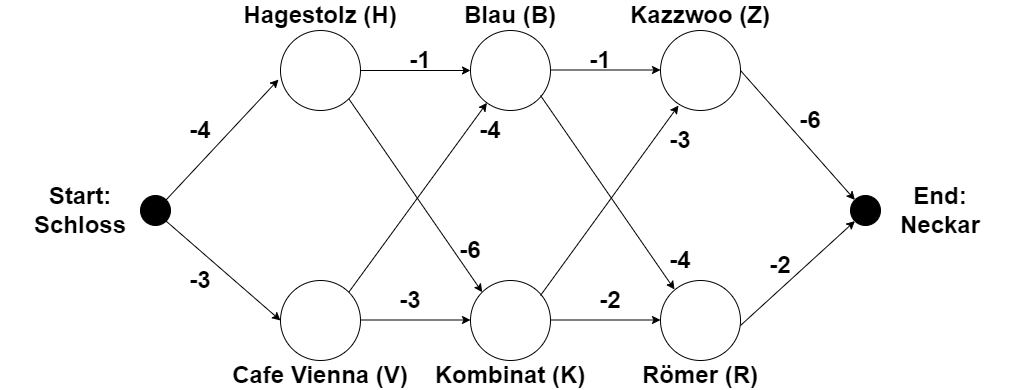 Hagestolz (H)
Blau (B)
Kazzwoo (Z)
-1
-1
-4
-4
-3
-6
Start:
Schloss
End:
Neckar
-3
-6
-3
-4
-2
-2
Cafe Vienna (V)
Kombinat (K)
Römer (R)